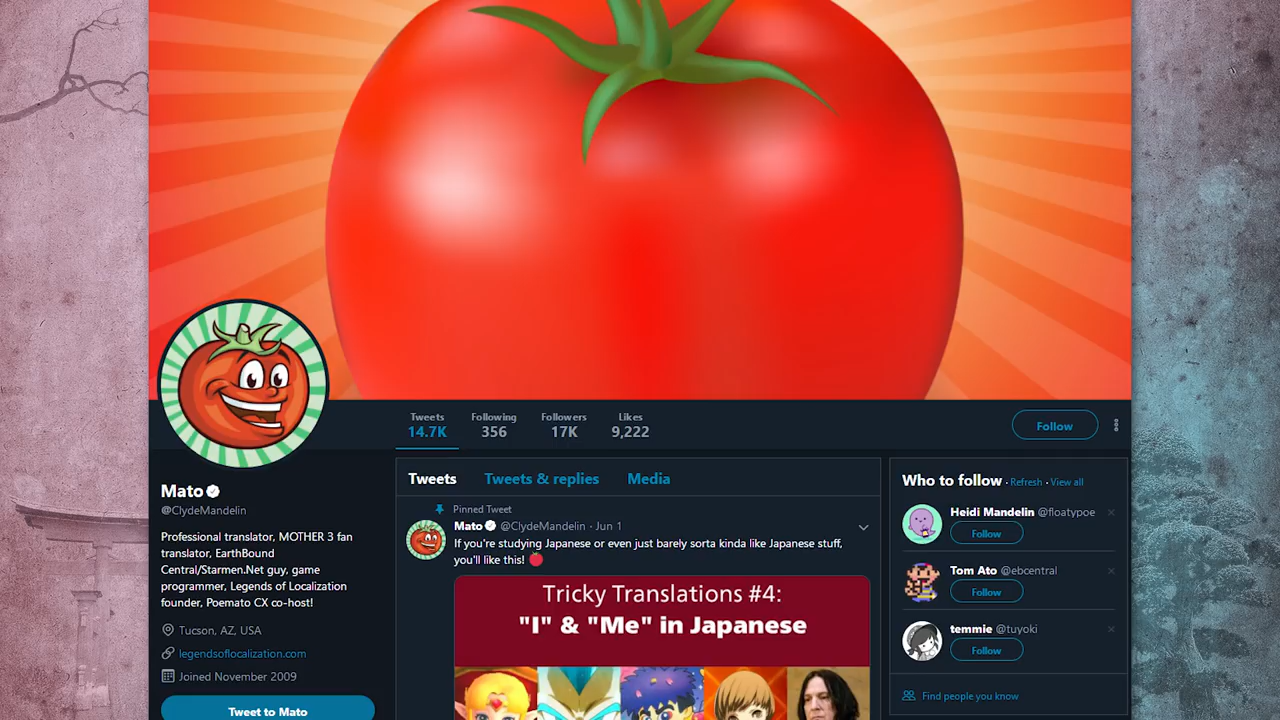 Tweets
14.7K
Following
356
Followers
17K
Likes
9,222
Follow
Mato
@ClydeMandelin
Professional translator, MOTHER 3 fan
translator, EarthBound
Central/Starmen.Net guy, game
programmer, Legends of Localization
founder, Poemato CX co-host!
Tucson, AZ, USA
legendsoflocalization.com
Joined November 2009
Tweet to Mato
Tweets Tweets & replies Media
Pinned Tweet
Mato @ClydeMandelin · Jun 1
If you're studying Japanese or even just barely sorta kinda like Japanese stuff,
you'll like this!
Tricky Translations #4:
"I" & "Me" in Japanese
Who to follow · Refresh · View all
Heidi Mandelin @floatypoe
Follow
Tom Ato @ebcentral
Follow
temmie @tuyoki
Follow
Find people you know